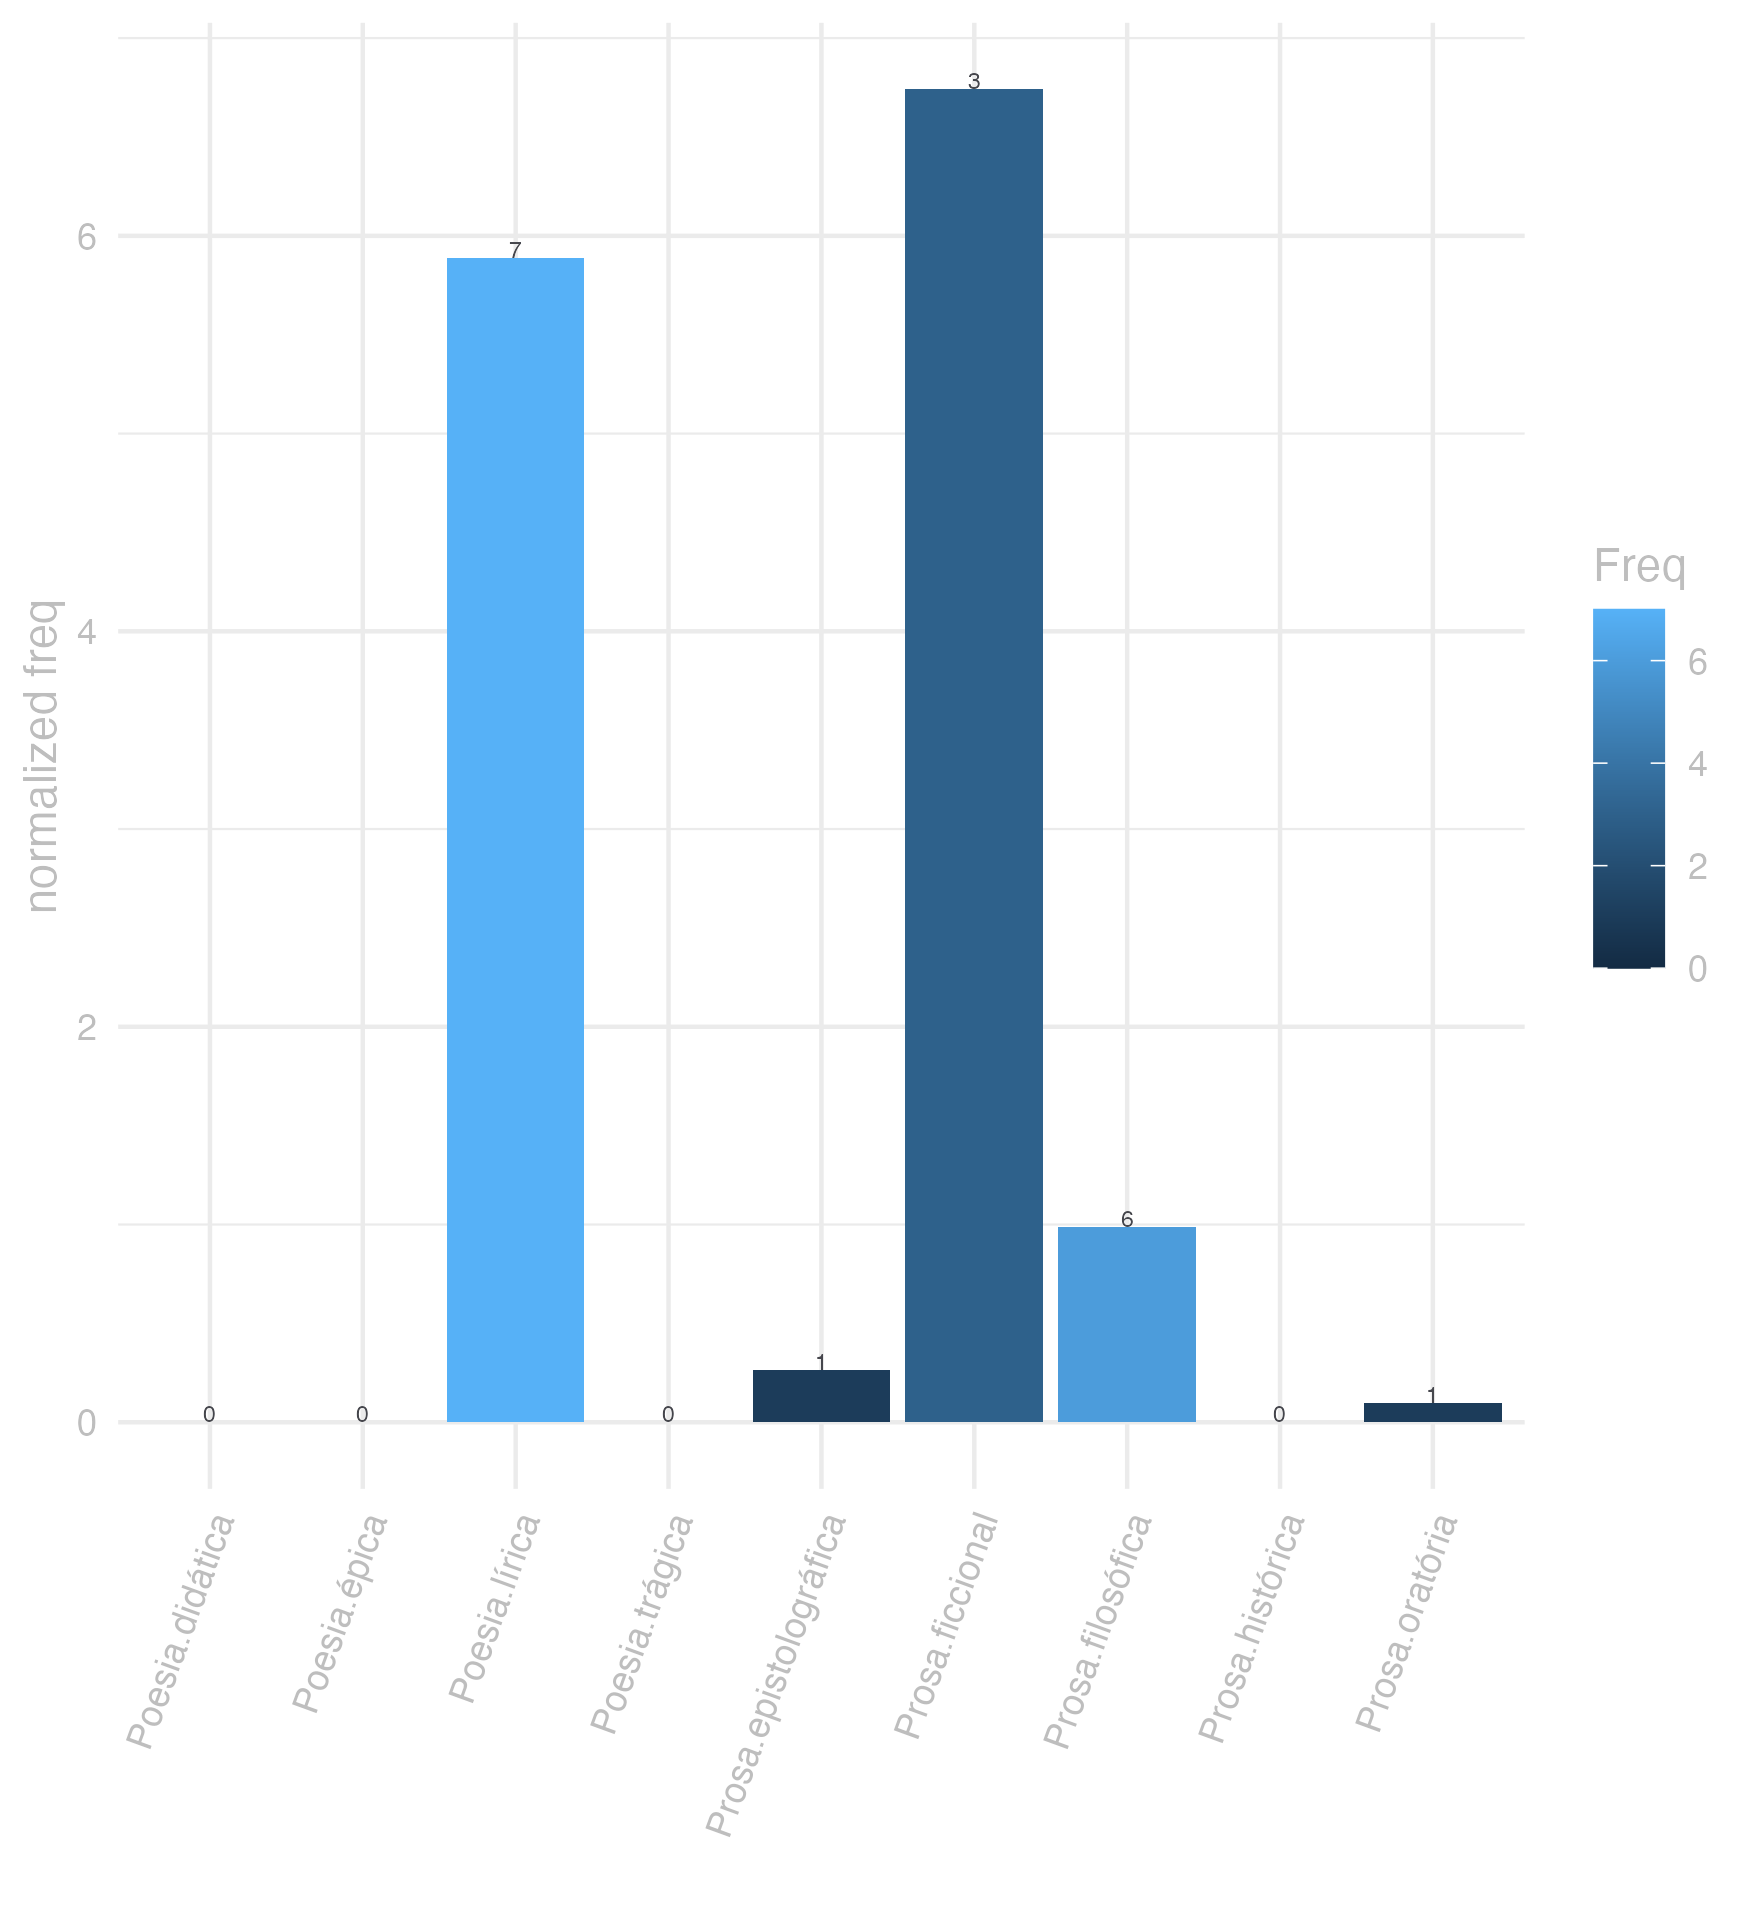 normalized freq
6
4
2
0
0
0
7
0
1
3
6
0
1
Poesia.didática
Poesia.épica
Poesia.lírica
Poesia.trágica
Prosa.epistolográfica
Prosa.ficcional
Prosa.filosófica
Prosa.histórica
Prosa.oratória
Freq
6
4
2
0